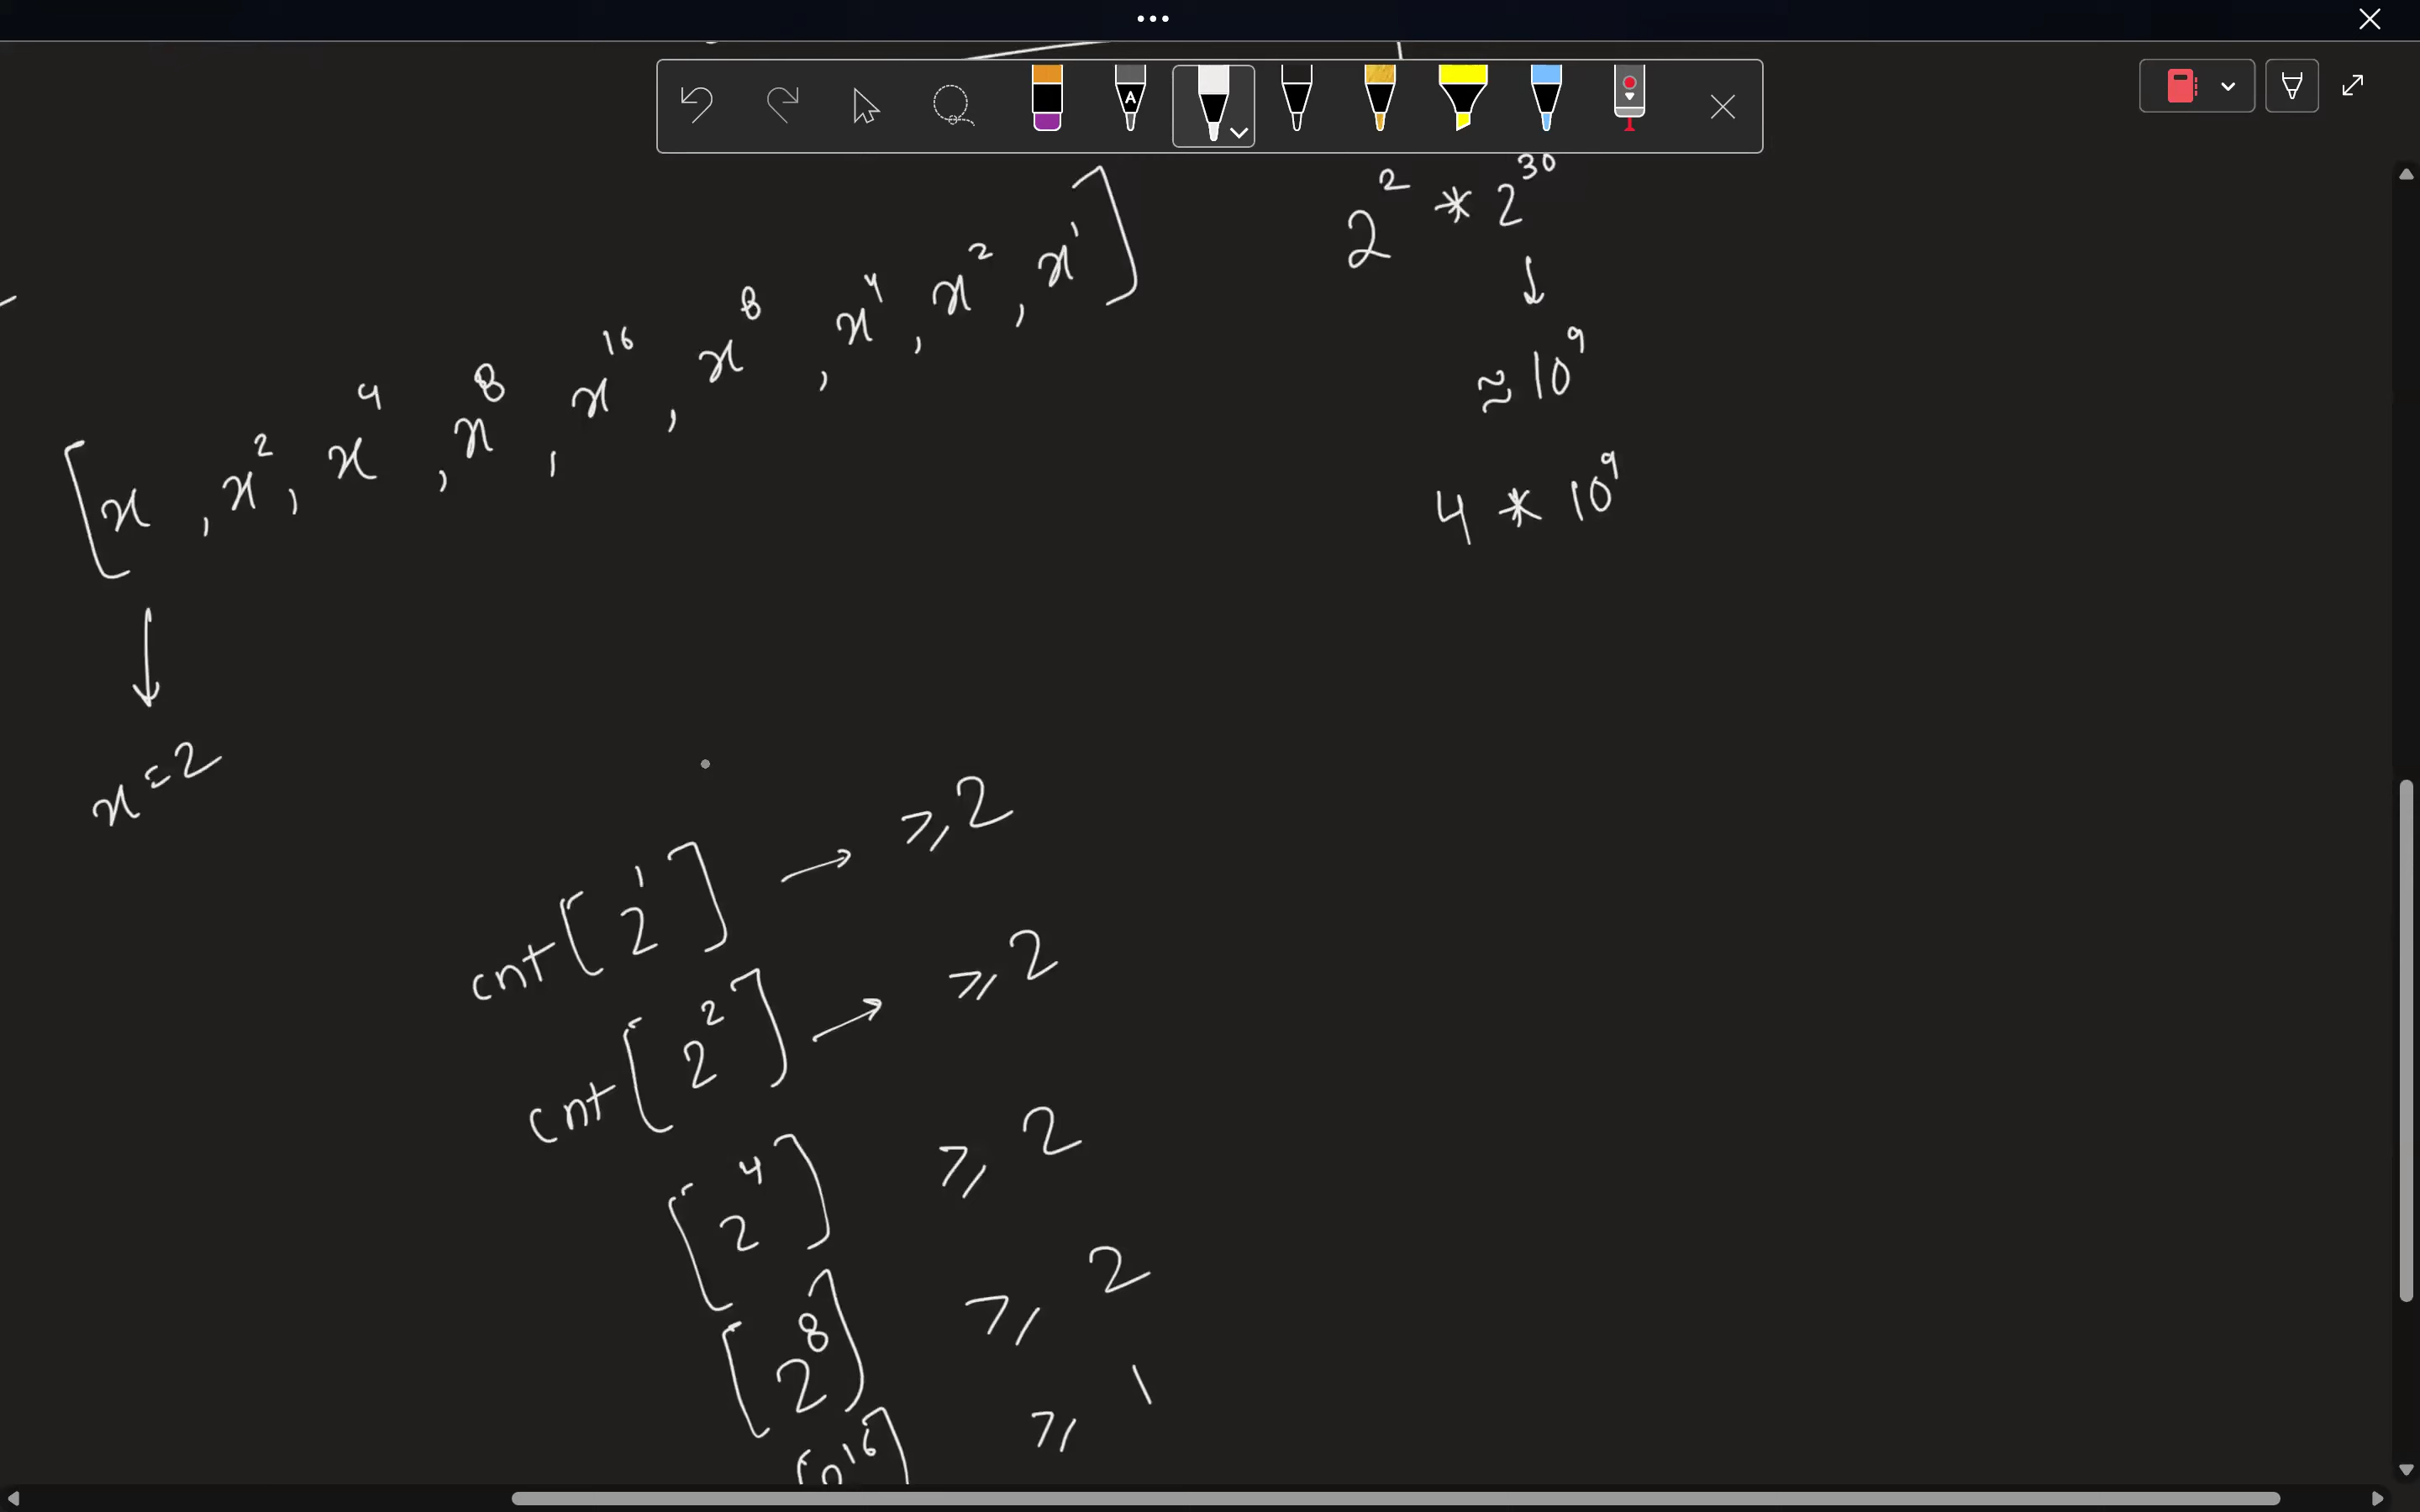 [x, x², x⁴, x⁸, x¹⁶, x⁸, x⁴, x², x¹]
x = 2
2² * 2³⁰
↓
≈ 10⁹
4 * 10⁹
cnt[2¹] → ≥ 2
cnt[2²] → ≥ 2
[2⁴] ≥ 2
[2⁸] ≥ 2
[2¹⁶] ≥ 1
A